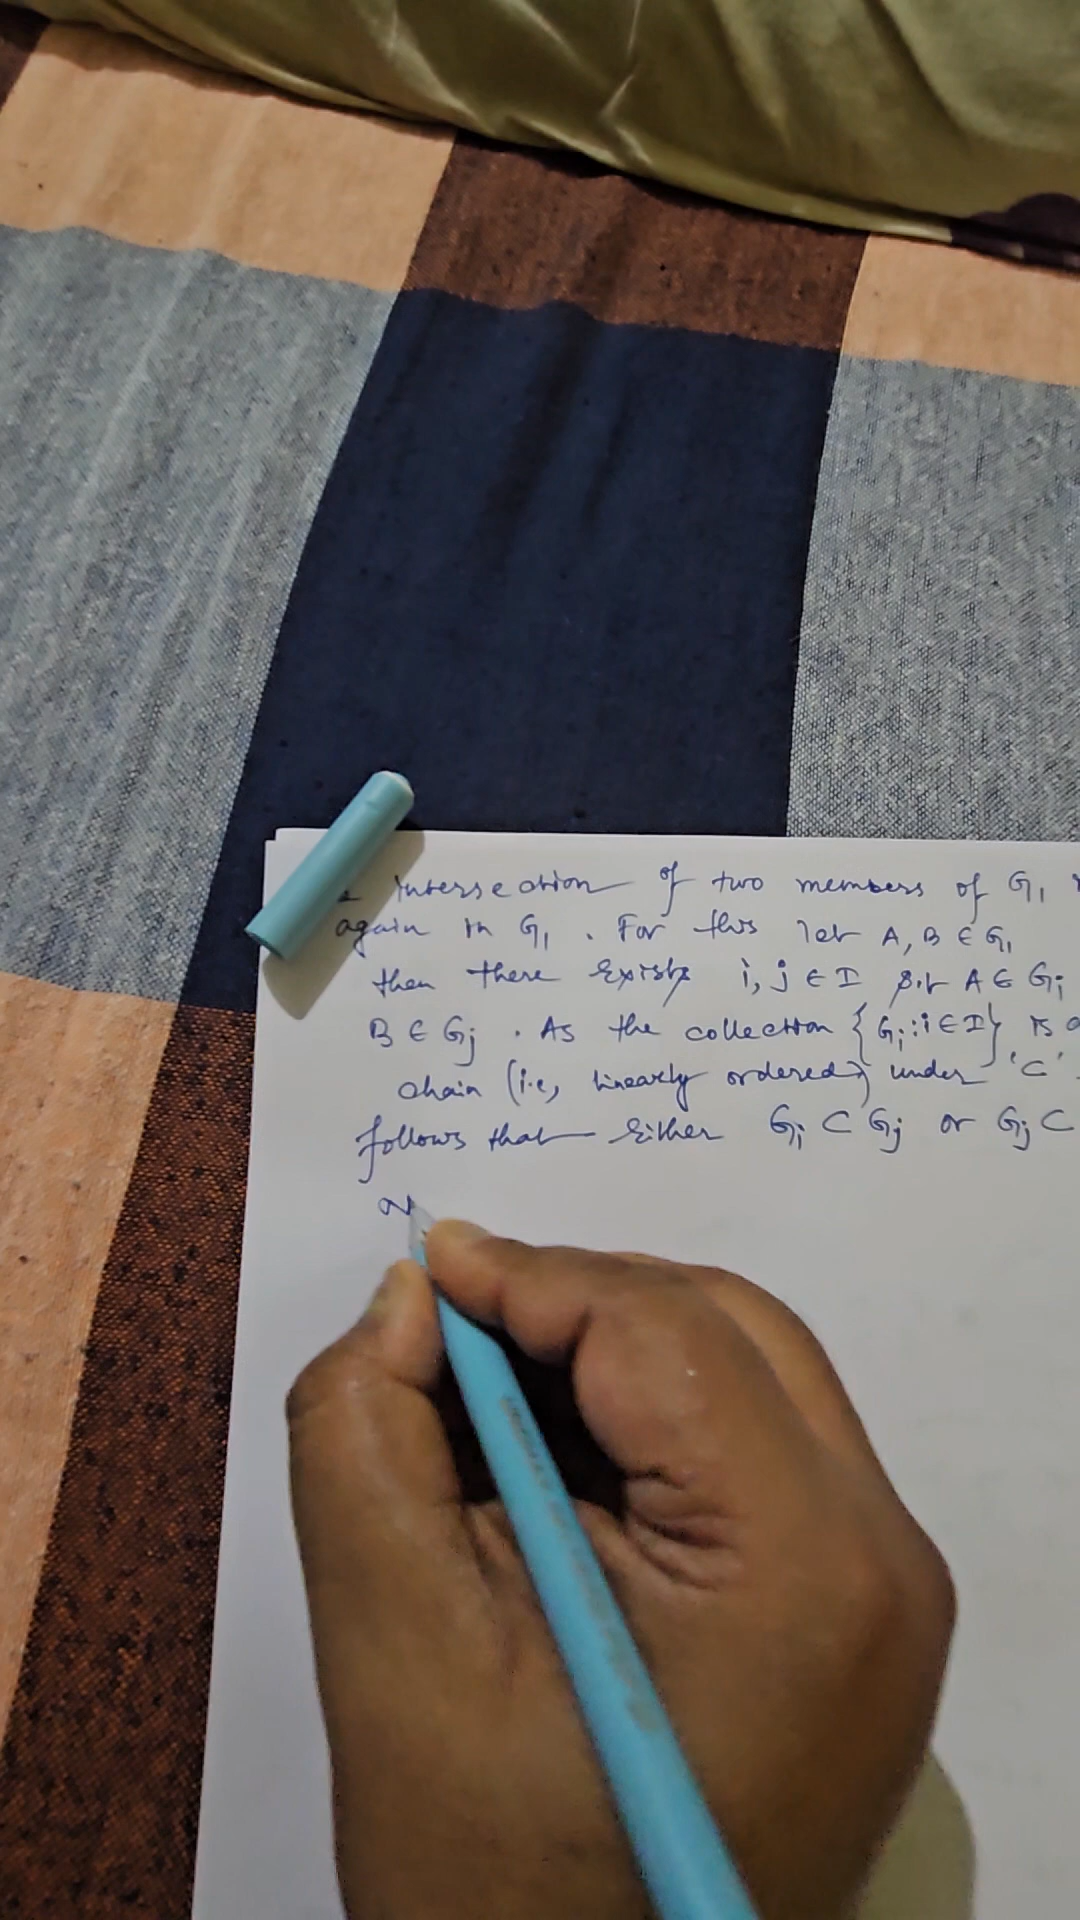 intersection of two members of G₁
again in G₁ . For this let A, B ∈ G₁
then there exists i, j ∈ I s.t A ∈ Gᵢ
B ∈ Gⱼ . As the collection {Gᵢ : i ∈ I} is a
chain (i.e, linearly ordered) under '⊂'.
follows that either Gᵢ ⊂ Gⱼ or Gⱼ ⊂